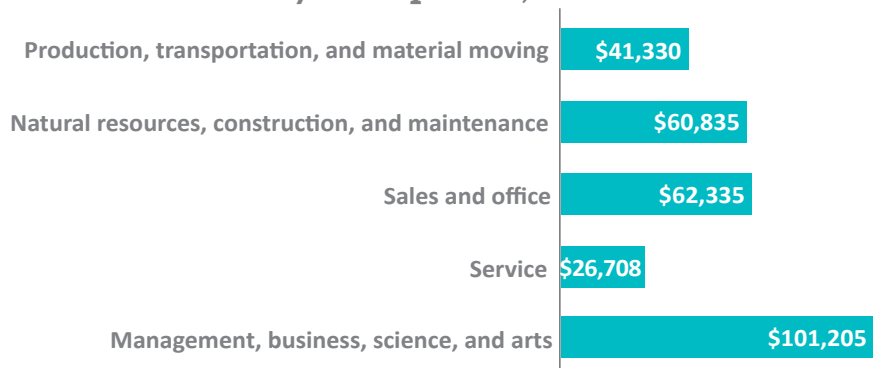 Production, transportation, and material moving $41,330
Natural resources, construction, and maintenance $60,835
Sales and office $62,335
Service $26,708
Management, business, science, and arts $101,205